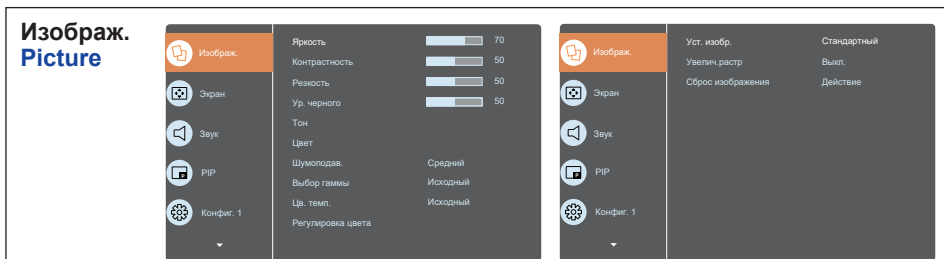 Изображ.
Picture
Изображ.
Экран
Звук
PIP
Конфиг. 1
Яркость 70
Контрастность 50
Резкость 50
Ур. черного 50
Тон
Цвет
Шумоподав. Средний
Выбор гаммы Исходный
Цв. темп. Исходный
Регулировка цвета
Изображ.
Экран
Звук
PIP
Конфиг. 1
Уст. изобр. Стандартный
Увелич.растр Выкл.
Сброс изображения Действие